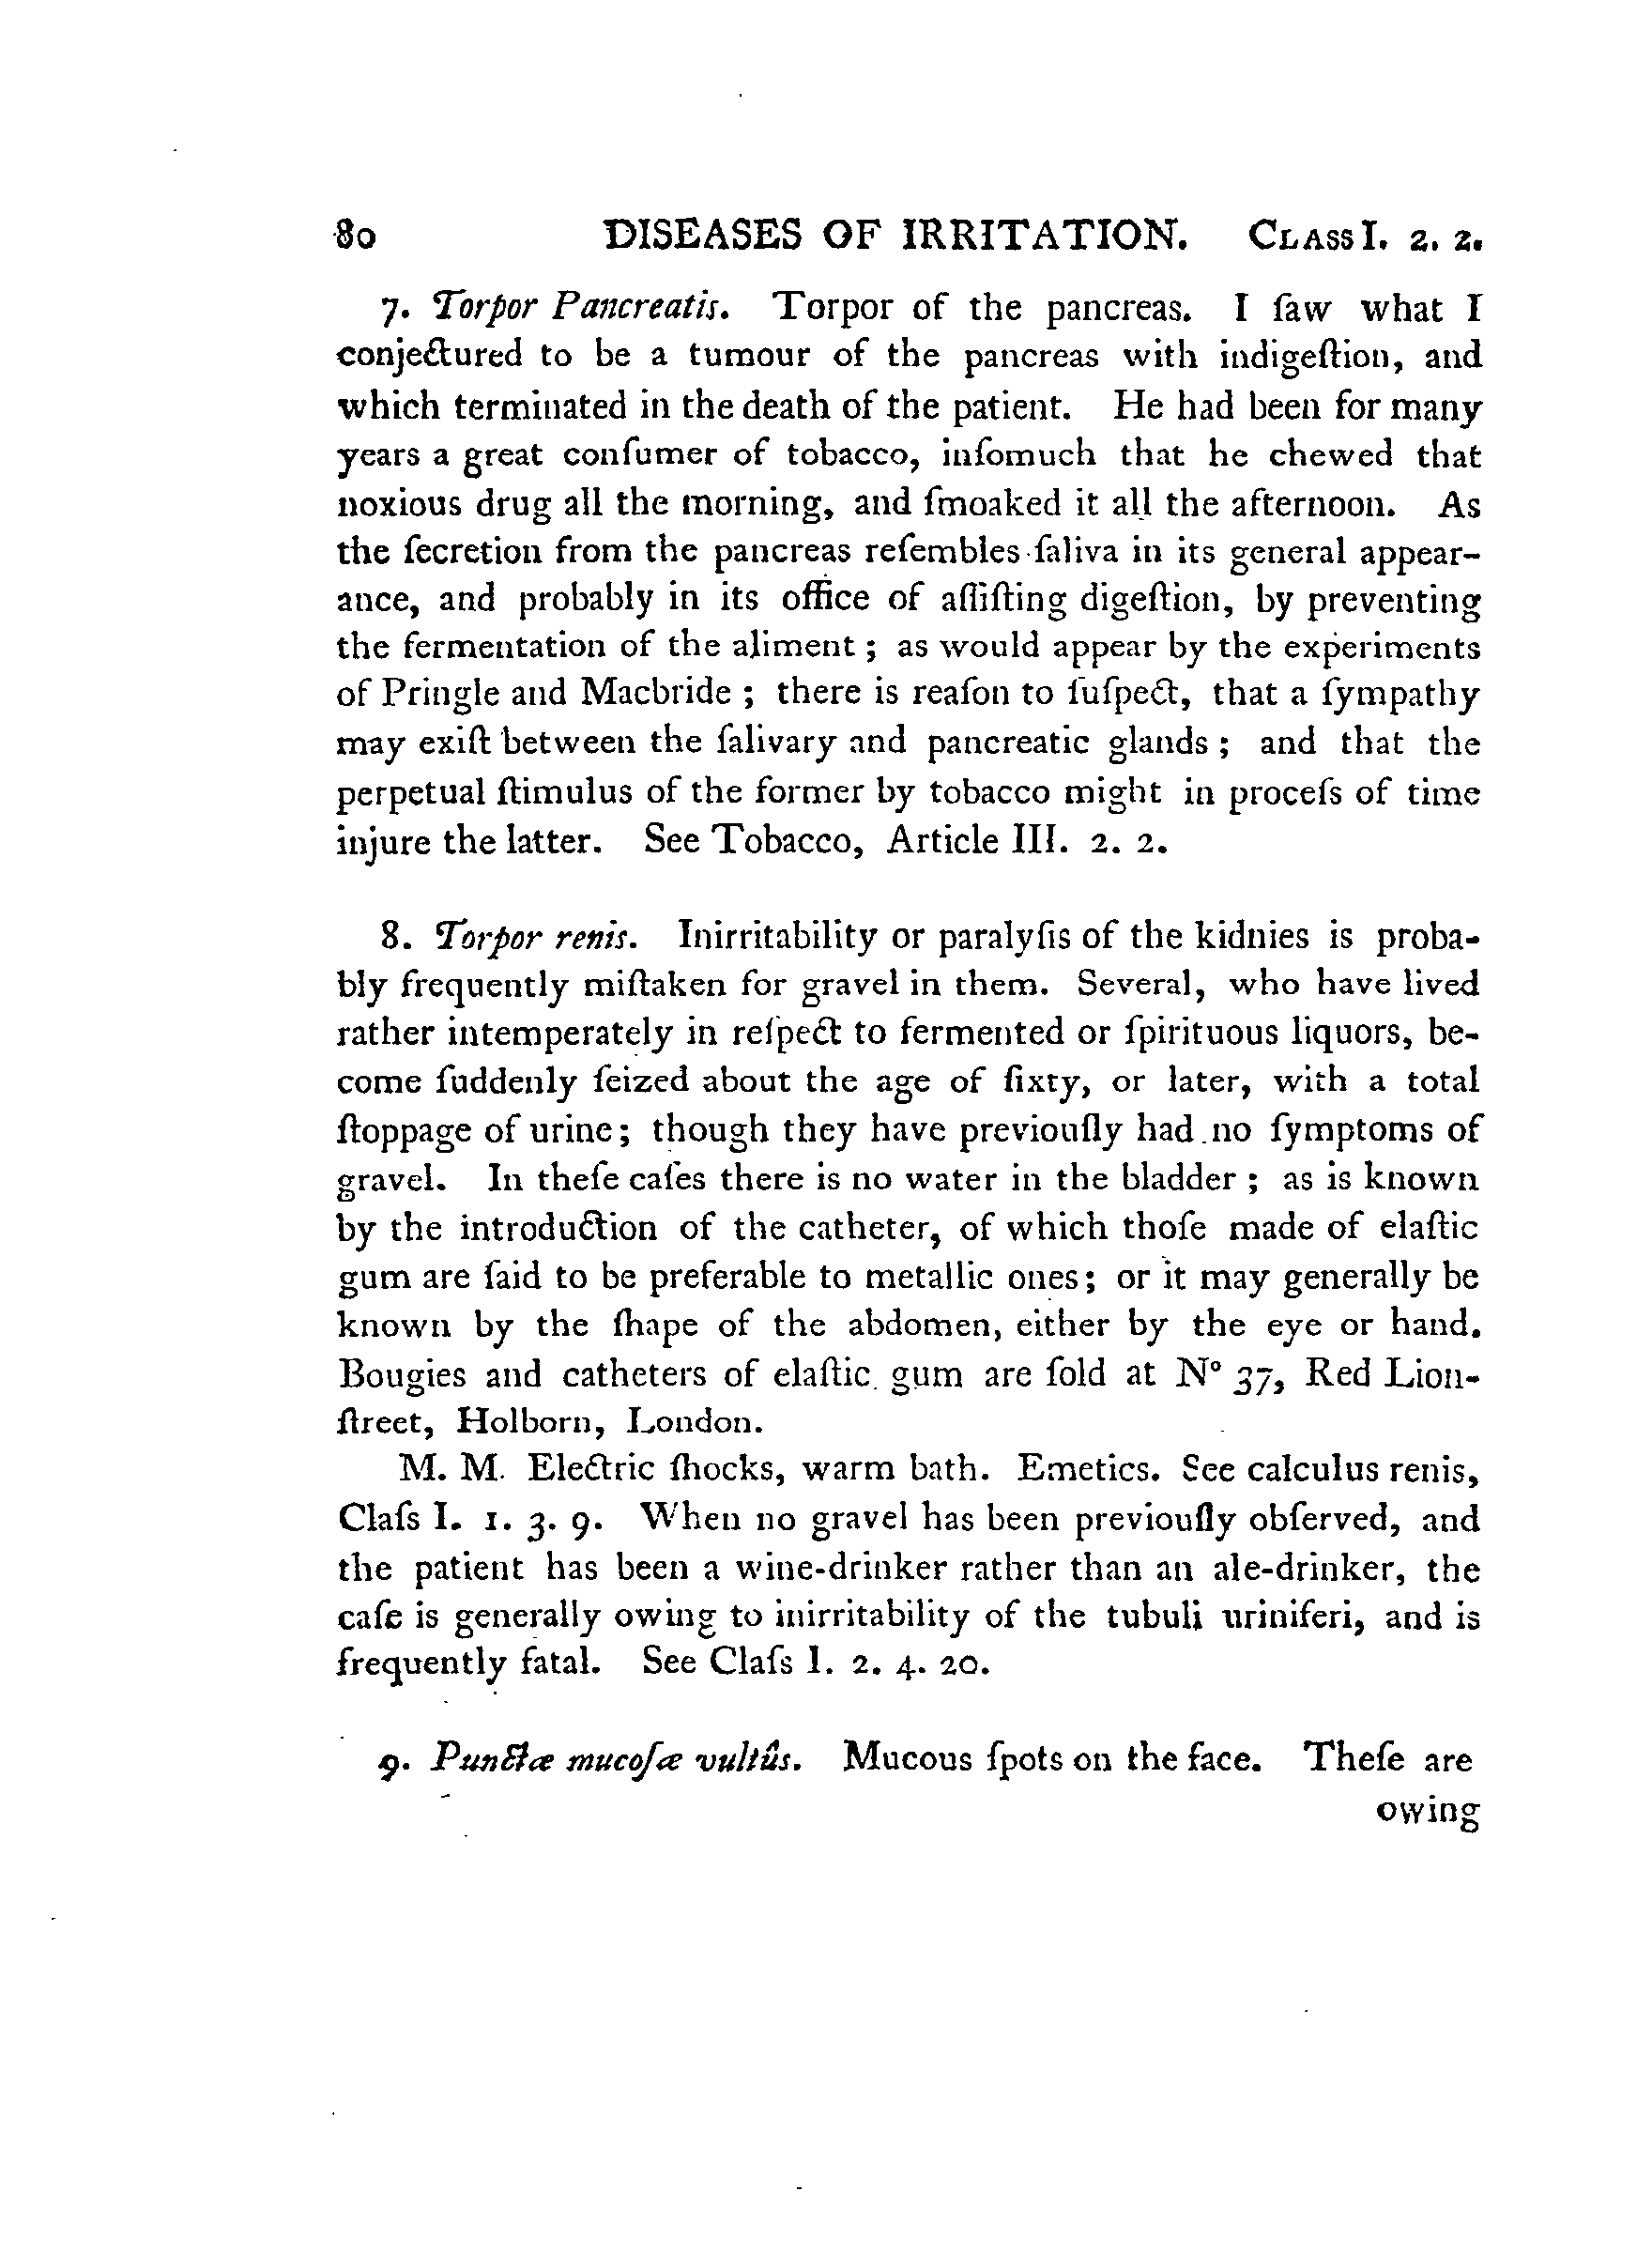 80 DISEASES OF IRRITATION. CLASS I. 2. 2.
7. Torpor Pancreatis. Torpor of the pancreas. I ſaw what I
conjectured to be a tumour of the pancreas with indigeſtion, and
which terminated in the death of the patient. He had been for many
years a great conſumer of tobacco, inſomuch that he chewed that
noxious drug all the morning, and ſmoaked it all the afternoon. As
the ſecretion from the pancreas reſembles ſaliva in its general appear-
ance, and probably in its office of aſſiſting digeſtion, by preventing
the fermentation of the aliment ; as would appear by the experiments
of Pringle and Macbride ; there is reaſon to ſuſpect, that a ſympathy
may exiſt between the ſalivary and pancreatic glands ; and that the
perpetual ſtimulus of the former by tobacco might in proceſs of time
injure the latter. See Tobacco, Article III. 2. 2.
8. Torpor renis. Inirritability or paralyſis of the kidnies is proba-
bly frequently miſtaken for gravel in them. Several, who have lived
rather intemperately in reſpect to fermented or ſpirituous liquors, be-
come ſuddenly ſeized about the age of ſixty, or later, with a total
ſtoppage of urine; though they have previouſly had no ſymptoms of
gravel. In theſe caſes there is no water in the bladder ; as is known
by the introduction of the catheter, of which thoſe made of elaſtic
gum are ſaid to be preferable to metallic ones; or it may generally be
known by the ſhape of the abdomen, either by the eye or hand.
Bougies and catheters of elaſtic gum are ſold at N° 37, Red Lion-
ſtreet, Holborn, London.
M. M. Electric ſhocks, warm bath. Emetics. See calculus renis,
Claſs I. 1. 3. 9. When no gravel has been previouſly obſerved, and
the patient has been a wine-drinker rather than an ale-drinker, the
caſe is generally owing to inirritability of the tubuli uriniferi, and is
frequently fatal. See Claſs I. 2. 4. 20.
9. Punctæ mucoſæ vultûs. Mucous ſpots on the face. Theſe are
owing